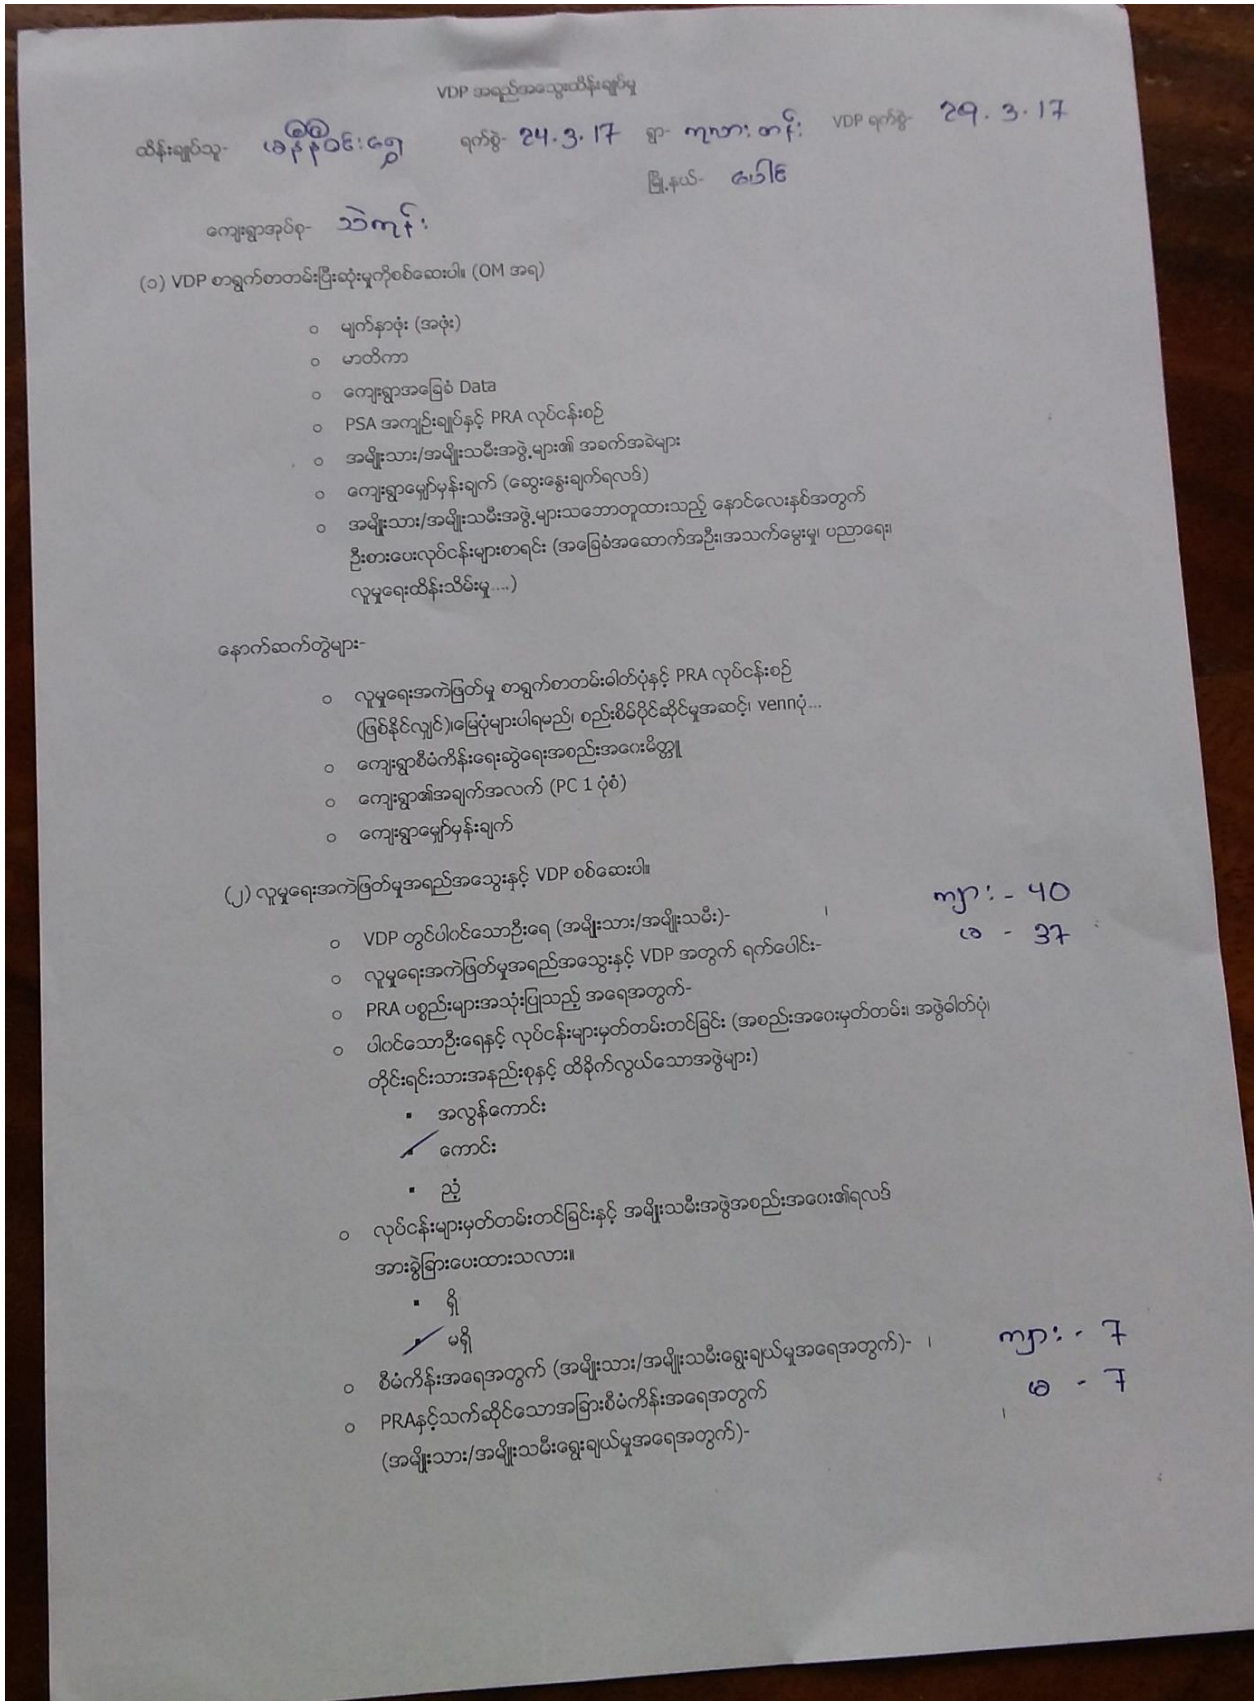 VDP အရည်အသွေးထိန်းချုပ်မှု
ထိန်းချုပ်သူ- ရက်စွဲ- 24.3.17 ရွာ- ကုလားတန်း VDP ရက်စွဲ- 29.3.17
မြို့နယ်- ပေါင်
ကျေးရွာအုပ်စု- သဲကုန်း
(၁) VDP စာရွက်စာတမ်းပြီးဆုံးမှုကိုစစ်ဆေးပါ။ (OM အရ)
○ မျက်နှာဖုံး (အဖုံး)
○ မာတိကာ
○ ကျေးရွာအခြေခံ Data
○ PSA အကျဉ်းချုပ်နှင့် PRA လုပ်ငန်းစဉ်
○ အမျိုးသား/အမျိုးသမီးအဖွဲ့များ၏ အခက်အခဲများ
○ ကျေးရွာမျှော်မှန်းချက် (ဆွေးနွေးချက်ရလဒ်)
○ အမျိုးသား/အမျိုးသမီးအဖွဲ့များသဘောတူထားသည့် နောင်လေးနှစ်အတွက်
ဦးစားပေးလုပ်ငန်းများစာရင်း (အခြေခံအဆောက်အဦး၊အသက်မွေးမှု၊ ပညာရေး၊
လူမှုရေးထိန်းသိမ်းမှု....)
နောက်ဆက်တွဲများ-
○ လူမှုရေးအကဲဖြတ်မှု စာရွက်စာတမ်းဓါတ်ပုံနှင့် PRA လုပ်ငန်းစဉ်
(ဖြစ်နိုင်လျှင်)၊မြေပုံများပါရမည်၊ စည်းစိမ်ပိုင်ဆိုင်မှုအဆင့်၊ vennပုံ...
○ ကျေးရွာစီမံကိန်းရေးဆွဲရေးအစည်းအဝေးမိတ္တူ
○ ကျေးရွာ၏အချက်အလက် (PC 1 ပုံစံ)
○ ကျေးရွာမျှော်မှန်းချက်
(၂) လူမှုရေးအကဲဖြတ်မှုအရည်အသွေးနှင့် VDP စစ်ဆေးပါ။
○ VDP တွင်ပါဝင်သောဦးရေ (အမျိုးသား/အမျိုးသမီး)- ၊ ကျား - 40
မ - 37
○ လူမှုရေးအကဲဖြတ်မှုအရည်အသွေးနှင့် VDP အတွက် ရက်ပေါင်း-
○ PRA ပစ္စည်းများအသုံးပြုသည့် အရေအတွက်-
○ ပါဝင်သောဦးရေနှင့် လုပ်ငန်းများမှတ်တမ်းတင်ခြင်း (အစည်းအဝေးမှတ်တမ်း၊ အဖွဲဓါတ်ပုံ၊
တိုင်းရင်းသားအနည်းစုနှင့် ထိခိုက်လွယ်သောအဖွဲများ)
▪ အလွန်ကောင်း
▪ ကောင်း
▪ ညံ့
○ လုပ်ငန်းများမှတ်တမ်းတင်ခြင်းနှင့် အမျိုးသမီးအဖွဲအစည်းအဝေး၏ရလဒ်
အားခွဲခြားပေးထားသလား။
▪ ရှိ
▪ မရှိ
○ စီမံကိန်းအရေအတွက် (အမျိုးသား/အမျိုးသမီးရွေးချယ်မှုအရေအတွက်)- ၊ ကျား - 7
○ PRAနှင့်သက်ဆိုင်သောအခြားစီမံကိန်းအရေအတွက် မ - 7
(အမျိုးသား/အမျိုးသမီးရွေးချယ်မှုအရေအတွက်)- ၊